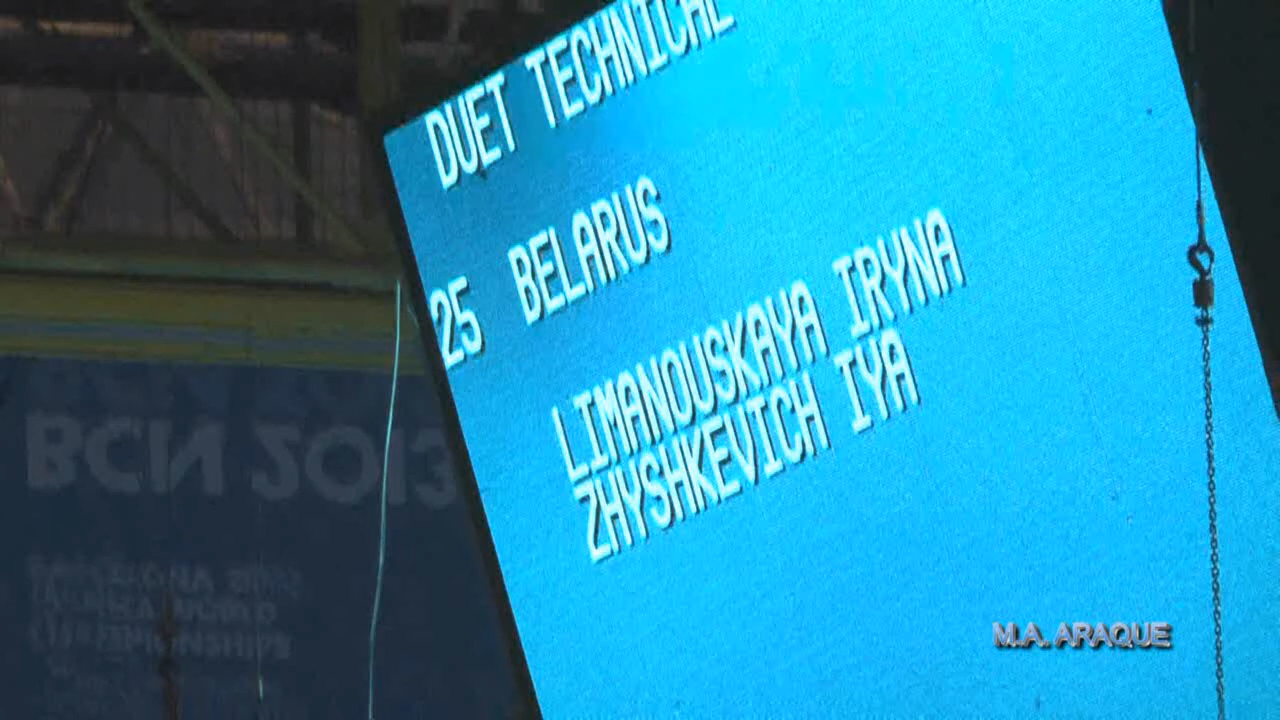 DUET TECHNICAL
25 BELARUS
LIMANOUSKAYA IRYNA
ZHYSHKEVICH IYA
BCN 2013
M.A. ARAQUE